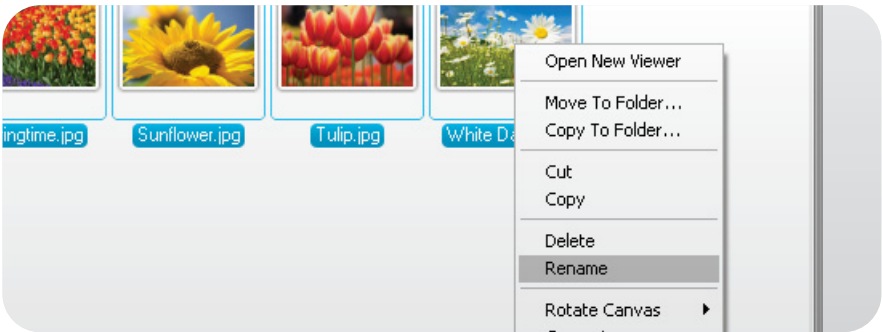 ingtime.jpg
Sunflower.jpg
Tulip.jpg
White Da
Open New Viewer
Move To Folder...
Copy To Folder...
Cut
Copy
Delete
Rename
Rotate Canvas